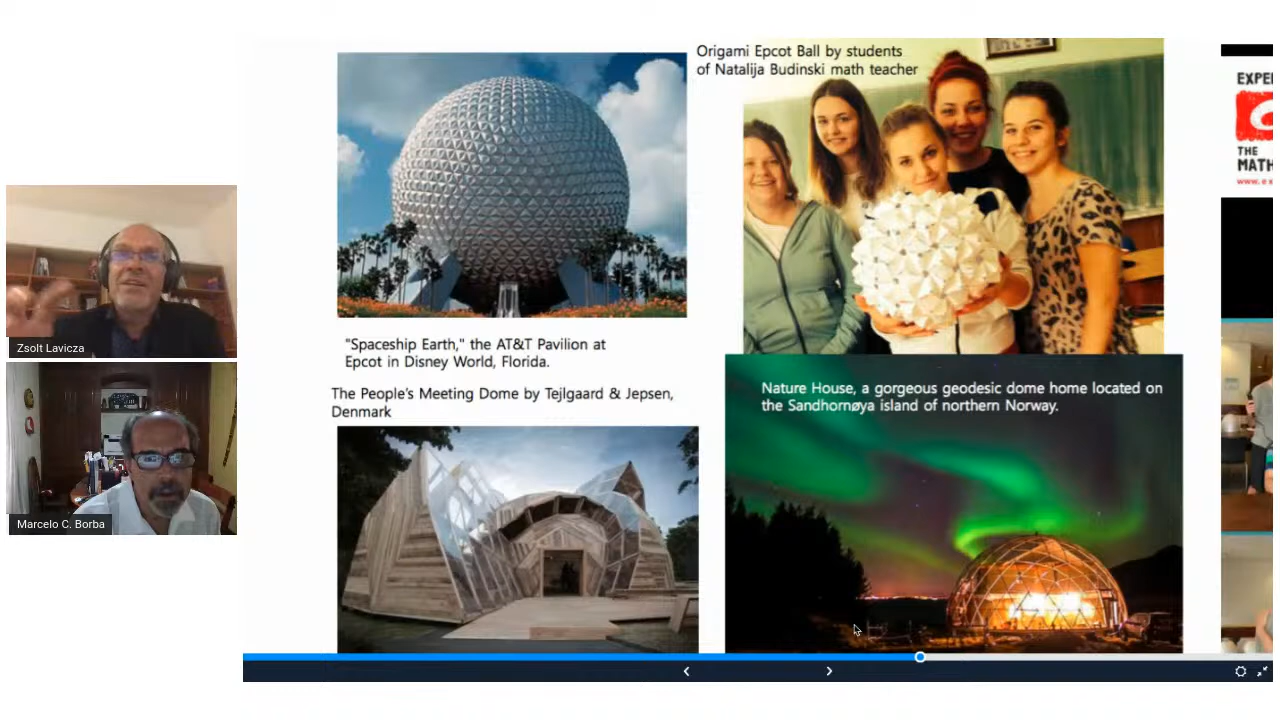 Origami Epcot Ball by students
of Natalija Budinski math teacher
THE
MATH
Zsolt Lavicza
"Spaceship Earth," the AT&T Pavilion at
Epcot in Disney World, Florida.
The People's Meeting Dome by Tejlgaard & Jepsen,
Denmark
Nature House, a gorgeous geodesic dome home located on
the Sandhornøya island of northern Norway.
Marcelo C. Borba